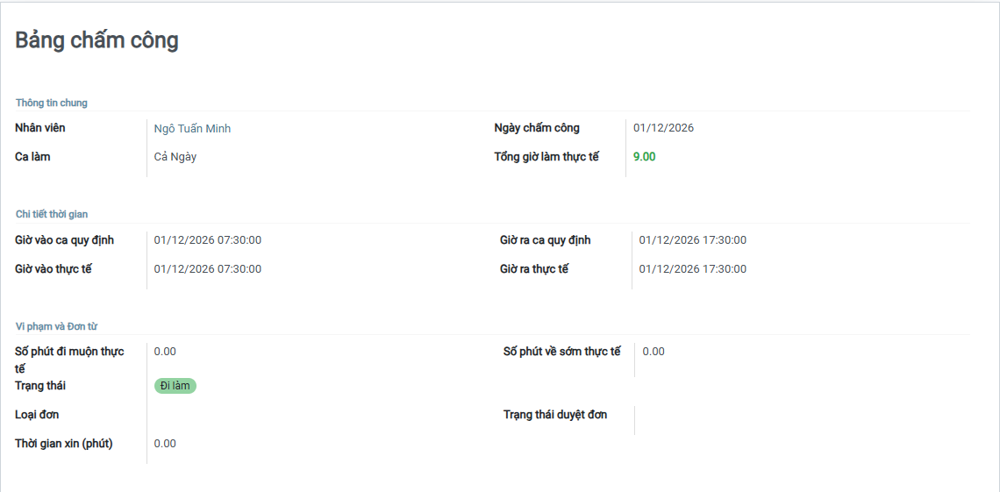 Bảng chấm công
Thông tin chung
Nhân viên Ngô Tuấn Minh Ngày chấm công 01/12/2026
Ca làm Cả Ngày Tổng giờ làm thực tế 9.00
Chi tiết thời gian
Giờ vào ca quy định 01/12/2026 07:30:00 Giờ ra ca quy định 01/12/2026 17:30:00
Giờ vào thực tế 01/12/2026 07:30:00 Giờ ra thực tế 01/12/2026 17:30:00
Vi phạm và Đơn từ
Số phút đi muộn thực 0.00 Số phút về sớm thực tế 0.00
tế
Trạng thái Đi làm
Loại đơn Trạng thái duyệt đơn
Thời gian xin (phút) 0.00